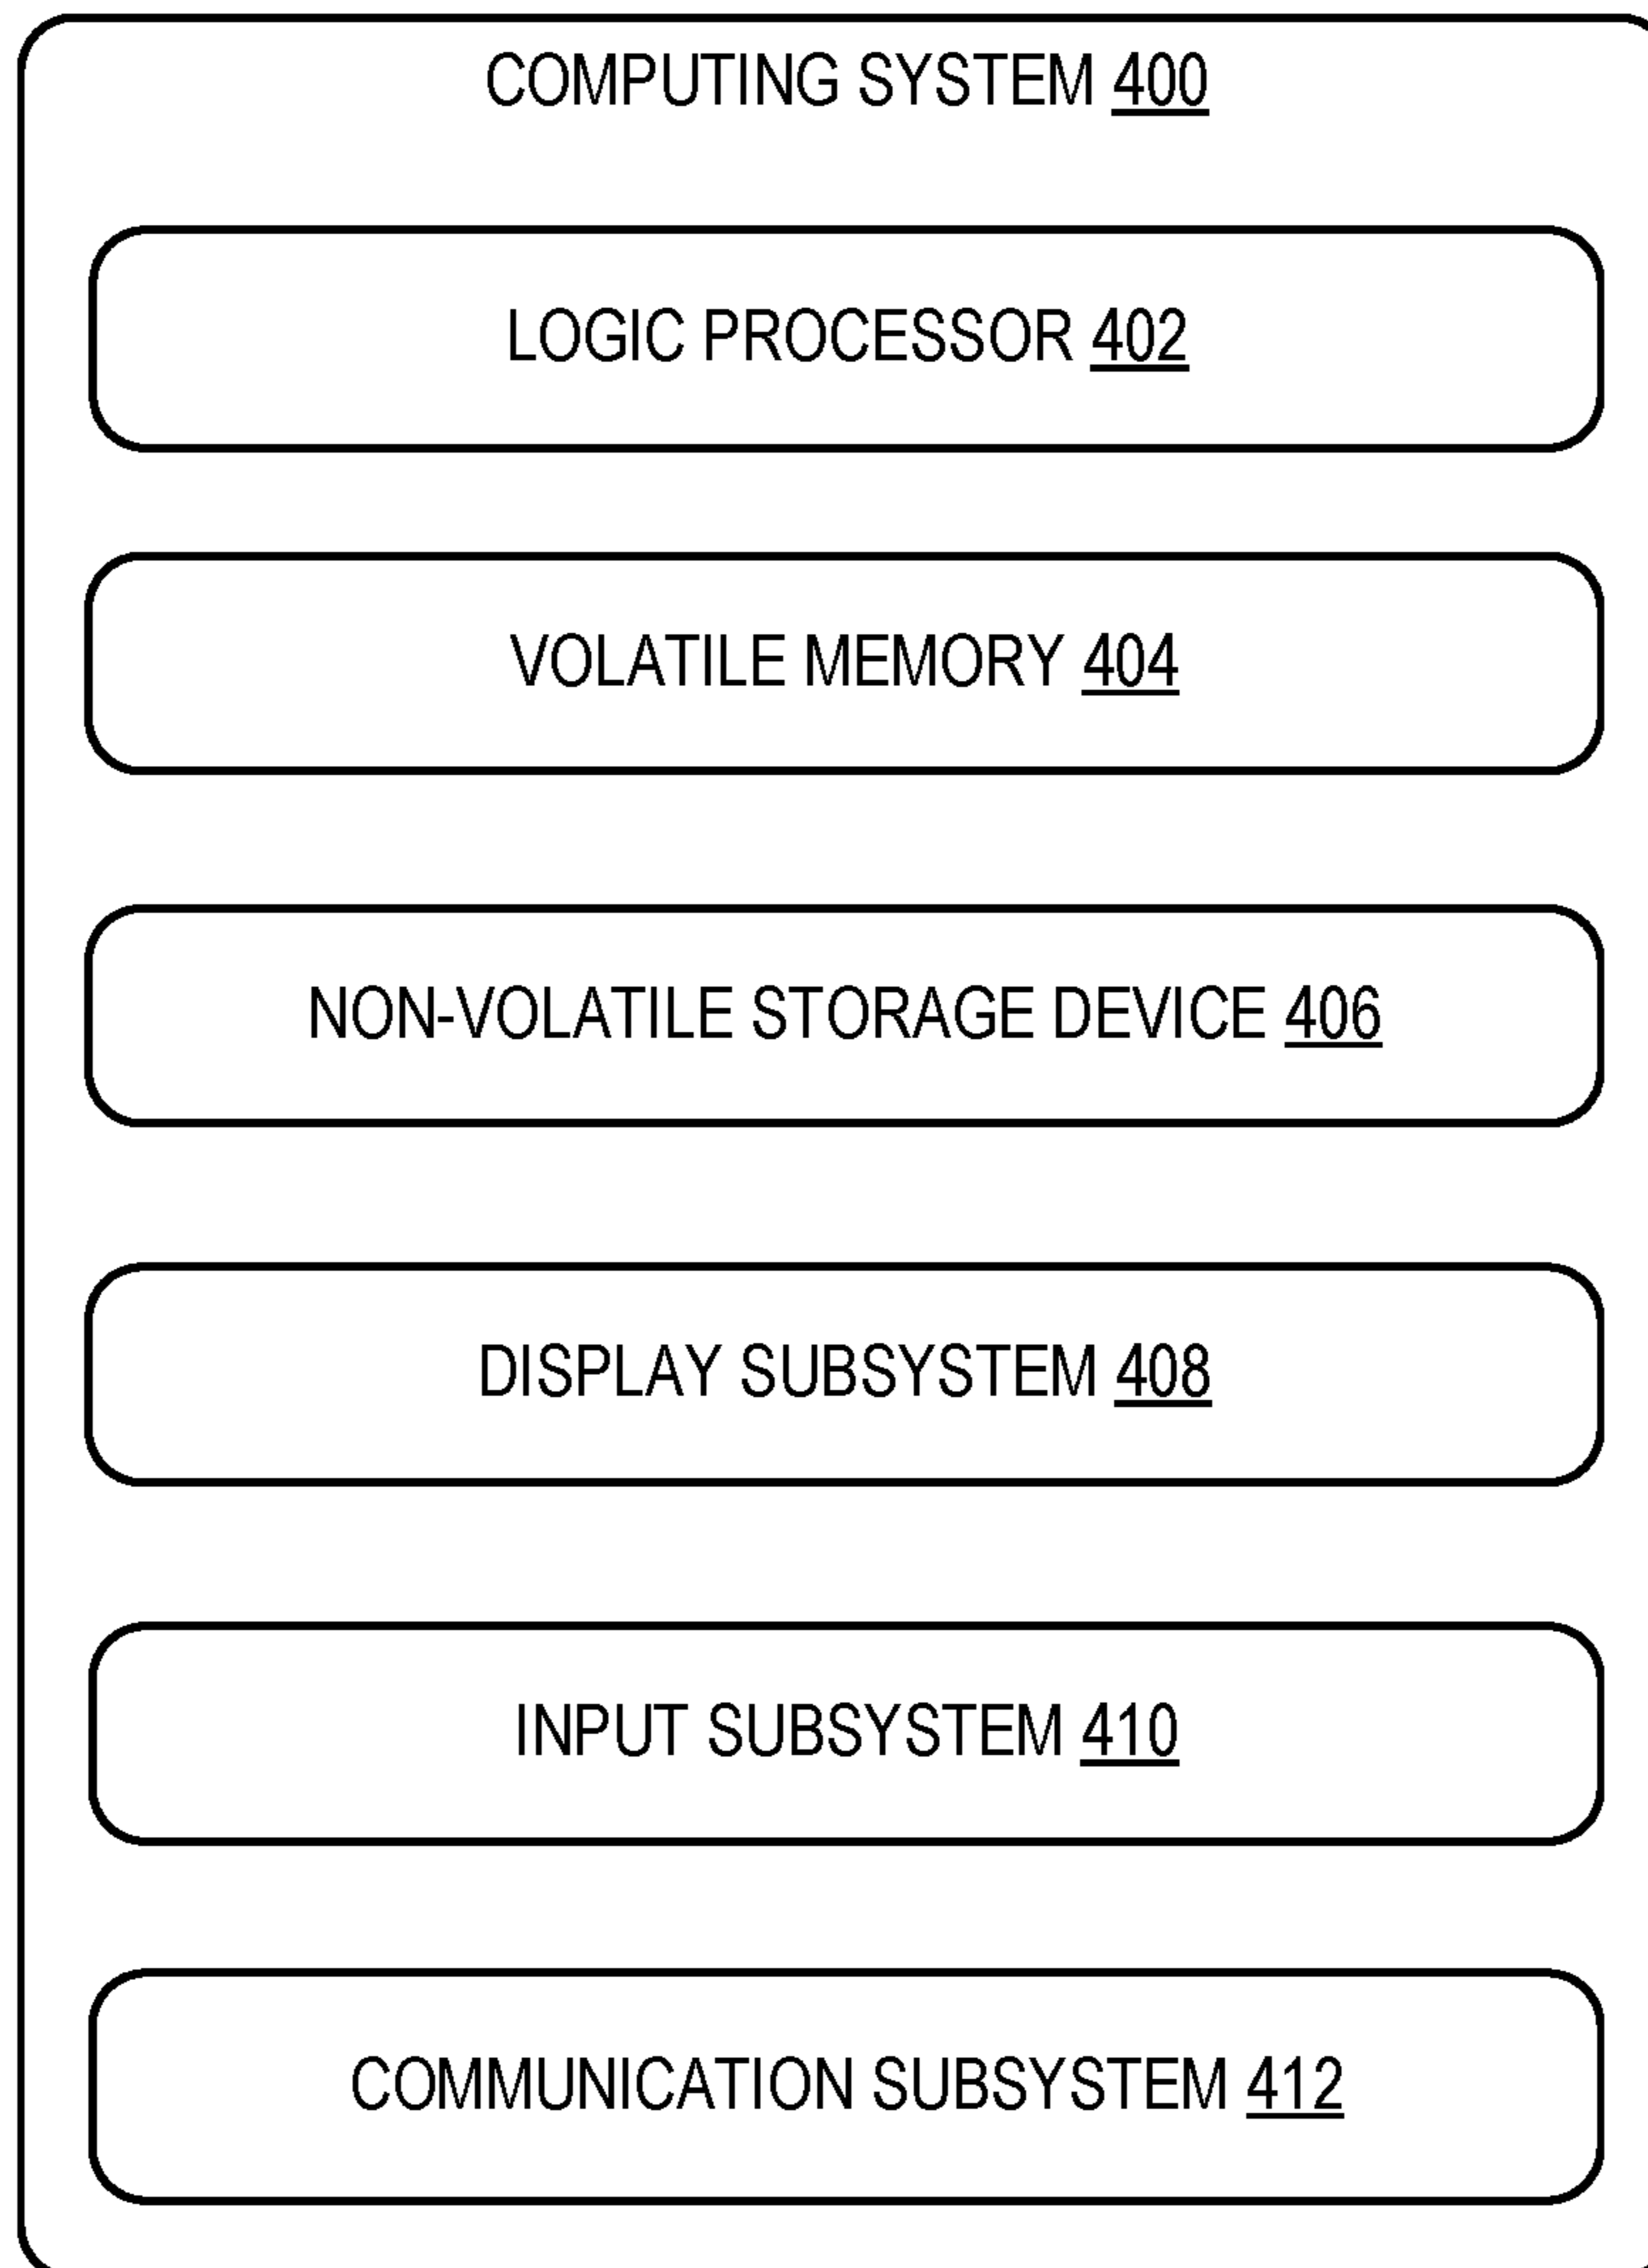 COMPUTING SYSTEM 400
LOGIC PROCESSOR 402
VOLATILE MEMORY 404
NON-VOLATILE STORAGE DEVICE 406
DISPLAY SUBSYSTEM 408
INPUT SUBSYSTEM 410
COMMUNICATION SUBSYSTEM 412